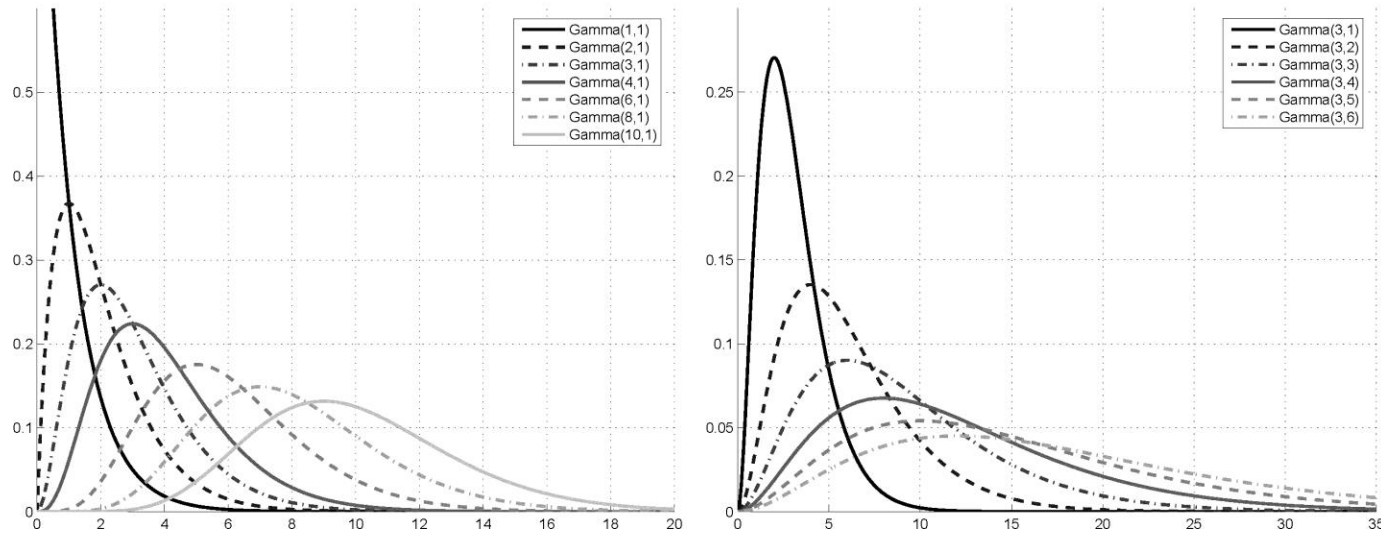 Gamma(1,1)
Gamma(2,1)
Gamma(3,1)
Gamma(4,1)
Gamma(6,1)
Gamma(8,1)
Gamma(10,1)
0.5
0.4
0.3
0.2
0.1
0
0 2 4 6 8 10 12 14 16 18 20
Gamma(3,1)
Gamma(3,2)
Gamma(3,3)
Gamma(3,4)
Gamma(3,5)
Gamma(3,6)
0.25
0.2
0.15
0.1
0.05
0
0 5 10 15 20 25 30 35